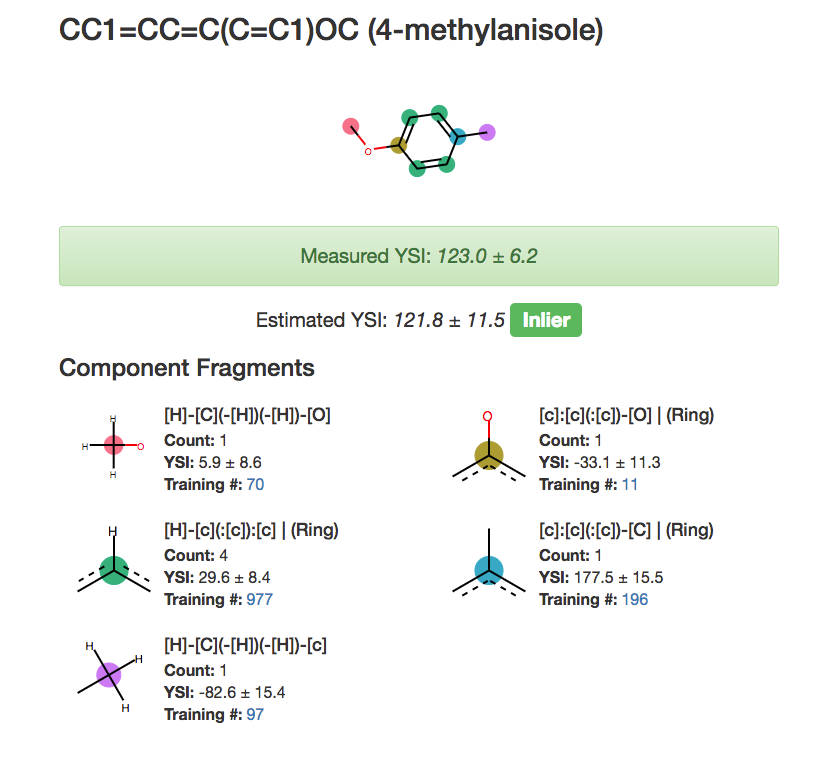 CC1=CC=C(C=C1)OC (4-methylanisole)
O
Measured YSI: 123.0 ± 6.2
Estimated YSI: 121.8 ± 11.5 Inlier
Component Fragments
H
H O
H
[H]-[C](-[H])(-[H])-[O]
Count: 1
YSI: 5.9 ± 8.6
Training #: 70
O
[c]:[c](:[c])-[O] | (Ring)
Count: 1
YSI: -33.1 ± 11.3
Training #: 11
H
[H]-[c](:[c]):[c] | (Ring)
Count: 4
YSI: 29.6 ± 8.4
Training #: 977
[c]:[c](:[c])-[C] | (Ring)
Count: 1
YSI: 177.5 ± 15.5
Training #: 196
H
H
H
[H]-[C](-[H])(-[H])-[c]
Count: 1
YSI: -82.6 ± 15.4
Training #: 97